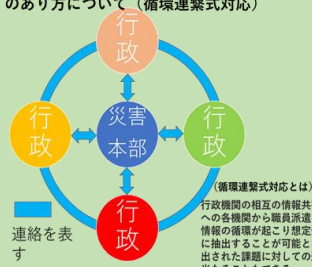 のあり方について（循環連繋式対応）
行政
行政
災害本部
行政
行政
連絡を表す
（循環連繋式対応とは）
行政機関の相互の情報共
への各機関から職員派遣
情報の循環が起こり想定
に抽出することが可能と
出された課題に対しての